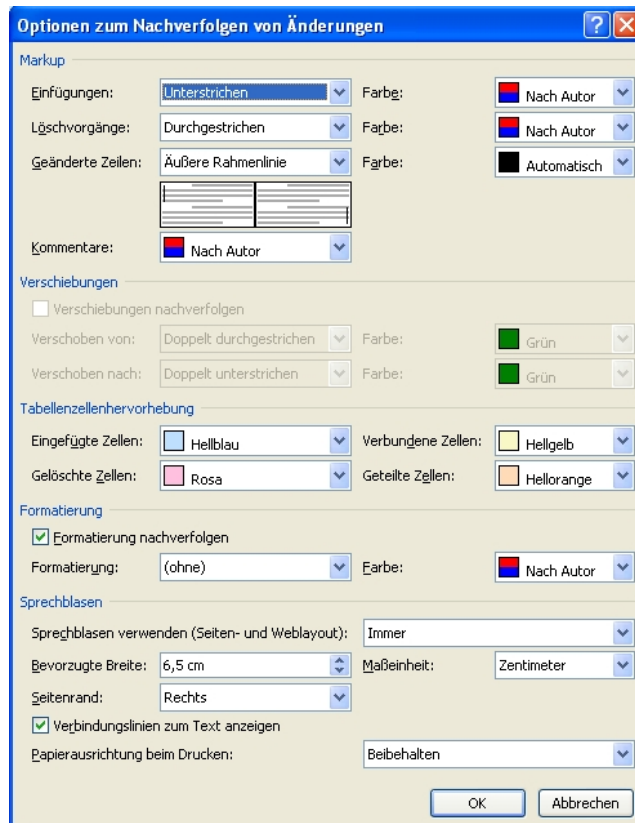 Optionen zum Nachverfolgen von Änderungen
Markup
Einfügungen: Unterstrichen Farbe: Nach Autor
Löschvorgänge: Durchgestrichen Farbe: Nach Autor
Geänderte Zeilen: Äußere Rahmenlinie Farbe: Automatisch
Kommentare: Nach Autor
Verschiebungen
Verschiebungen nachverfolgen
Verschoben von: Doppelt durchgestrichen Farbe: Grün
Verschoben nach: Doppelt unterstrichen Farbe: Grün
Tabellenzellenhervorhebung
Eingefügte Zellen: Hellblau Verbundene Zellen: Hellgelb
Gelöschte Zellen: Rosa Geteilte Zellen: Hellorange
Formatierung
Formatierung nachverfolgen
Formatierung: (ohne) Farbe: Nach Autor
Sprechblasen
Sprechblasen verwenden (Seiten- und Weblayout): Immer
Bevorzugte Breite: 6,5 cm Maßeinheit: Zentimeter
Seitenrand: Rechts
Verbindungslinien zum Text anzeigen
Papierausrichtung beim Drucken: Beibehalten
OK Abbrechen